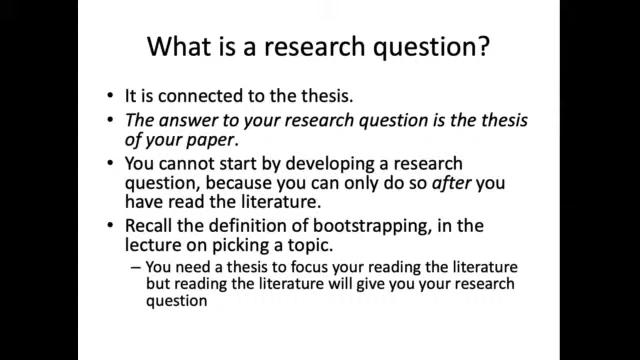 What is a research question?
• It is connected to the thesis.
• The answer to your research question is the thesis
of your paper.
• You cannot start by developing a research
question, because you can only do so after you
have read the literature.
• Recall the definition of bootstrapping, in the
lecture on picking a topic.
– You need a thesis to focus your reading the literature
but reading the literature will give you your research
question